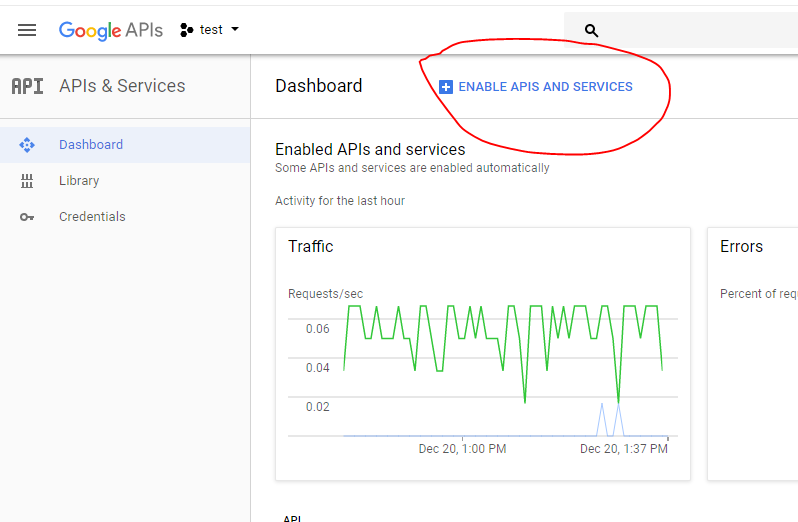 Google APIs test
API APIs & Services
Dashboard
Library
Credentials
Dashboard ENABLE APIS AND SERVICES
Enabled APIs and services
Some APIs and services are enabled automatically
Activity for the last hour
Traffic
Requests/sec
0.06
0.04
0.02
Dec 20, 1:00 PM Dec 20, 1:37 PM
Errors
Percent of requ
API